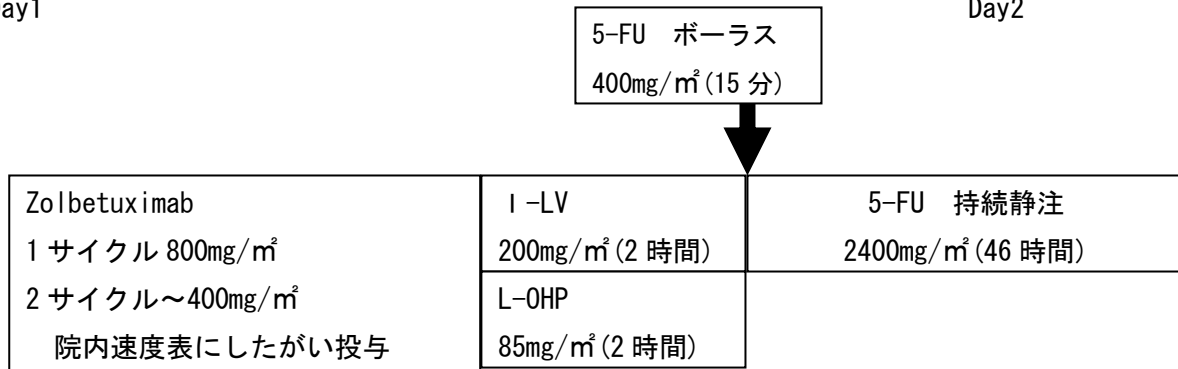 Day1
Day2
5-FU ボーラス
400mg/㎡(15 分)
Zolbetuximab
1 サイクル 800mg/㎡
2 サイクル～400mg/㎡
院内速度表にしたがい投与
l-LV
200mg/㎡(2 時間)
L-OHP
85mg/㎡(2 時間)
5-FU 持続静注
2400mg/㎡(46 時間)